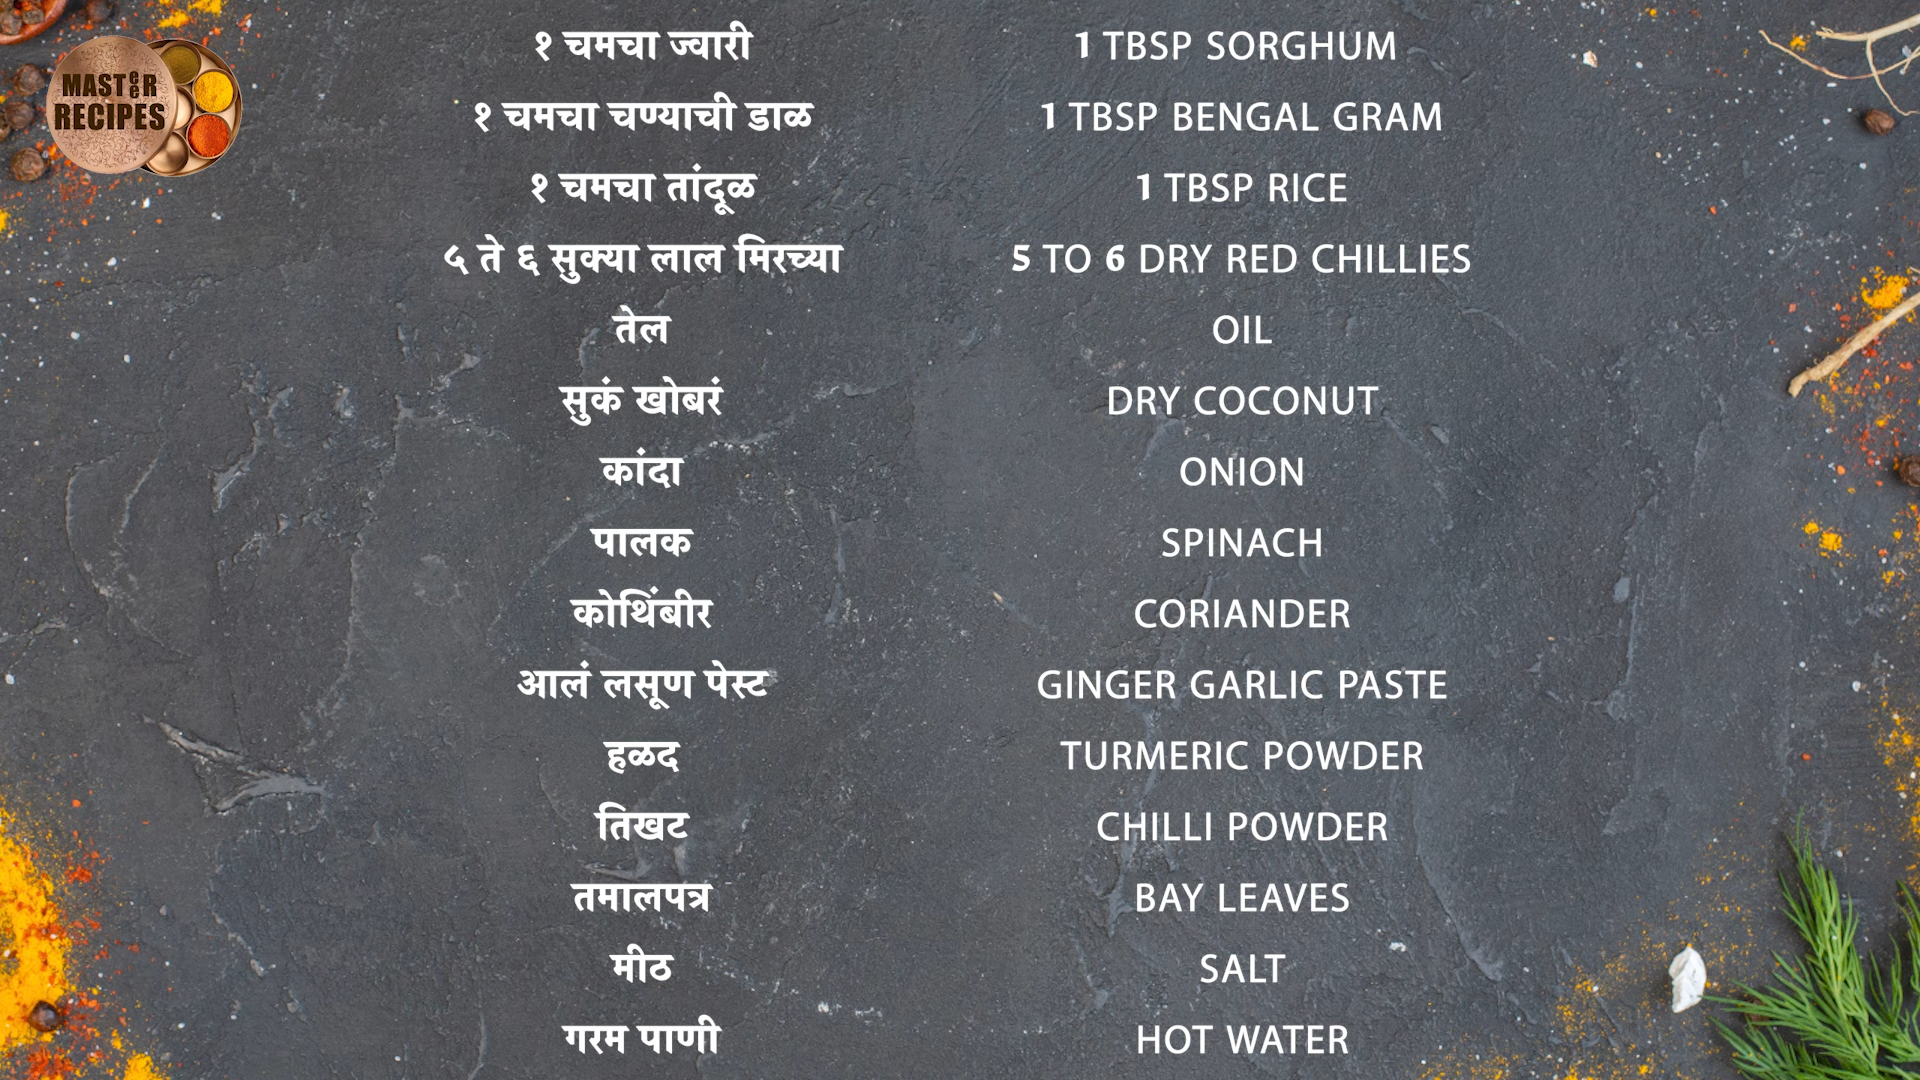 MASTeeR
RECIPES
१ चमचा ज्वारी 1 TBSP SORGHUM
१ चमचा चण्याची डाळ 1 TBSP BENGAL GRAM
१ चमचा तांदूळ 1 TBSP RICE
५ ते ६ सुक्या लाल मिरच्या 5 TO 6 DRY RED CHILLIES
तेल OIL
सुकं खोबरं DRY COCONUT
कांदा ONION
पालक SPINACH
कोथिंबीर CORIANDER
आलं लसूण पेस्ट GINGER GARLIC PASTE
हळद TURMERIC POWDER
तिखट CHILLI POWDER
तमालपत्र BAY LEAVES
मीठ SALT
गरम पाणी HOT WATER